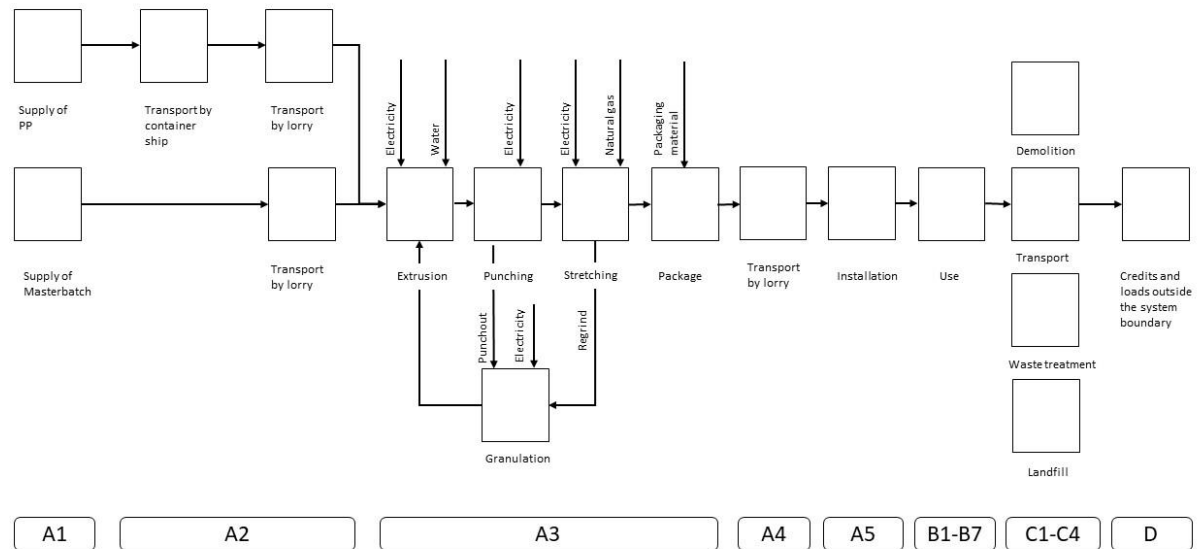 Supply of
PP
Transport by
container
ship
Transport
by lorry
Electricity
Water
Electricity
Electricity
Natural gas
Packaging
material
Demolition
Supply of
Masterbatch
Transport
by lorry
Extrusion
Punching
Stretching
Package
Transport
by lorry
Installation
Use
Transport
Credits and
loads outside
the system
boundary
Punchout
Electricity
Regrind
Waste treatment
Granulation
Landfill
A1
A2
A3
A4
A5
B1-B7
C1-C4
D